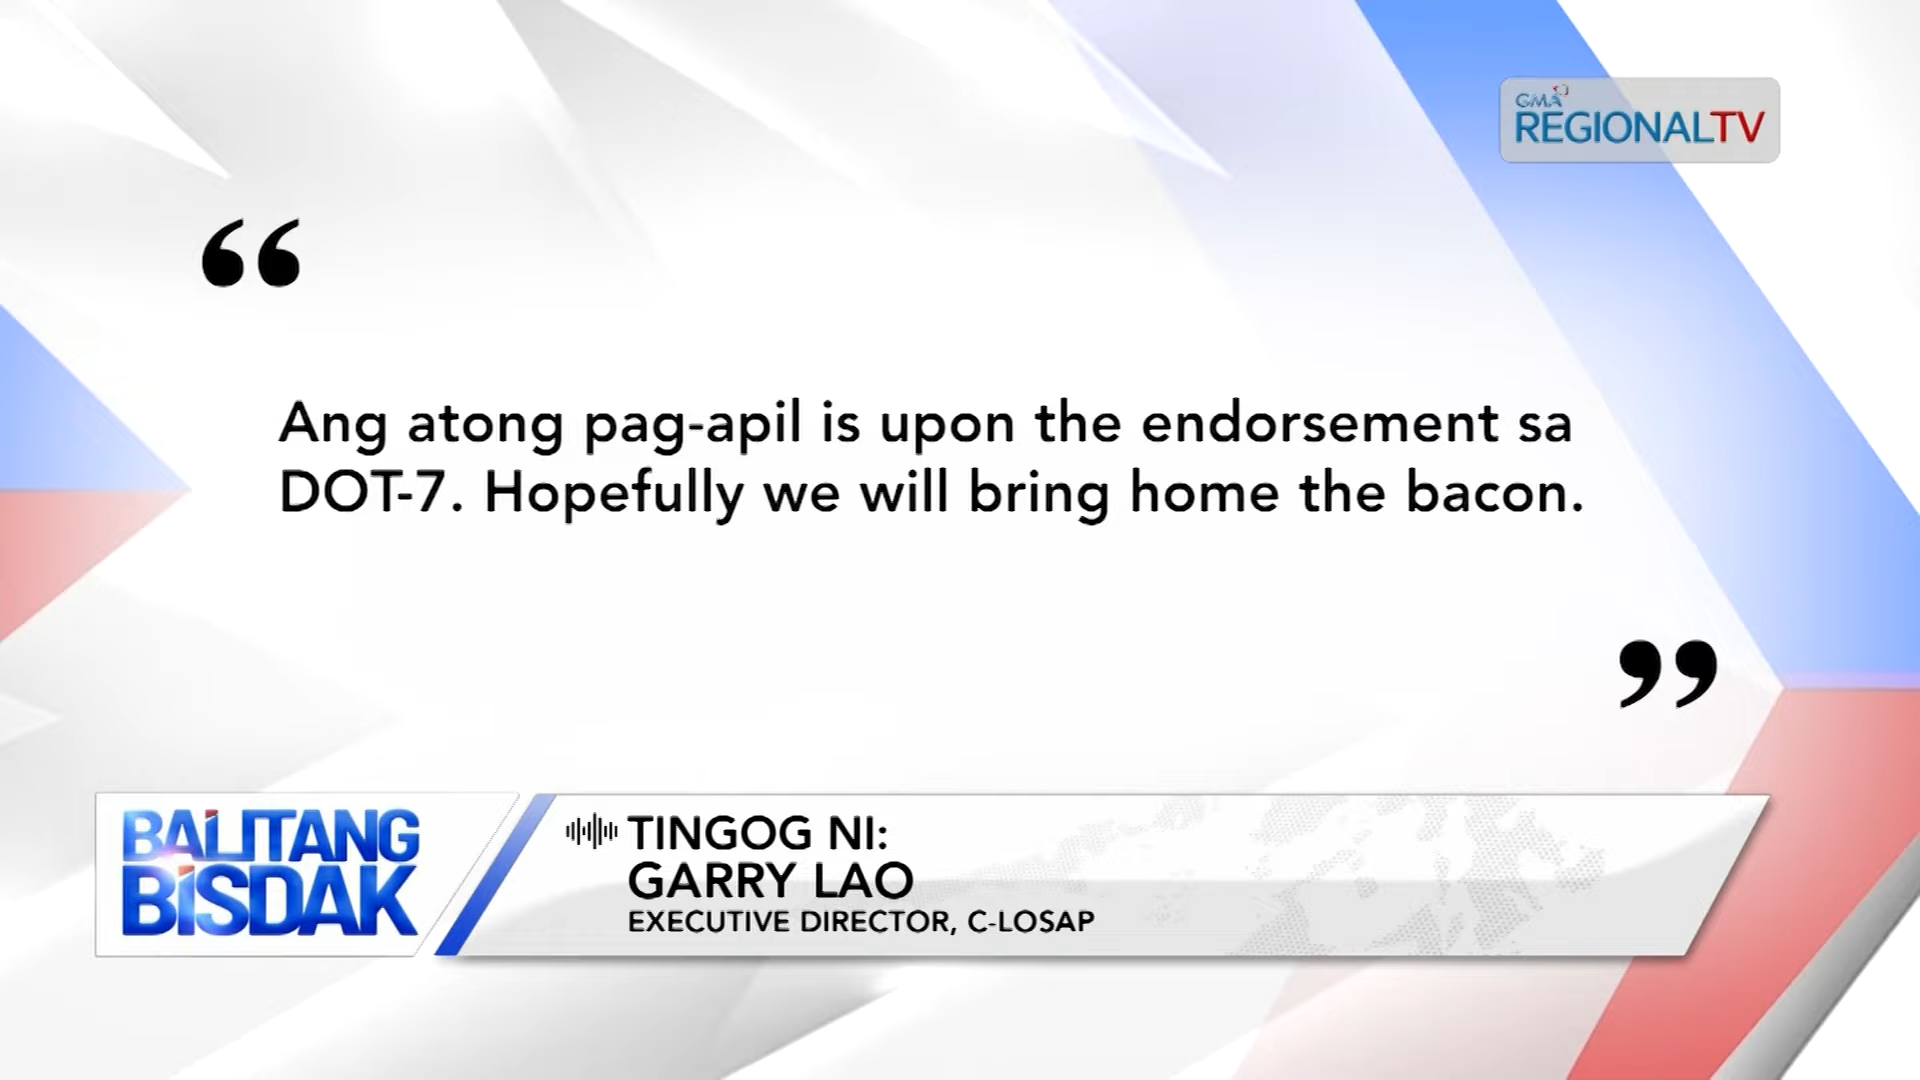 GMA
REGIONALTV
“
Ang atong pag-apil is upon the endorsement sa
DOT-7. Hopefully we will bring home the bacon.
”
BALITANG
BISDAK
TINGOG NI:
GARRY LAO
EXECUTIVE DIRECTOR, C-LOSAP